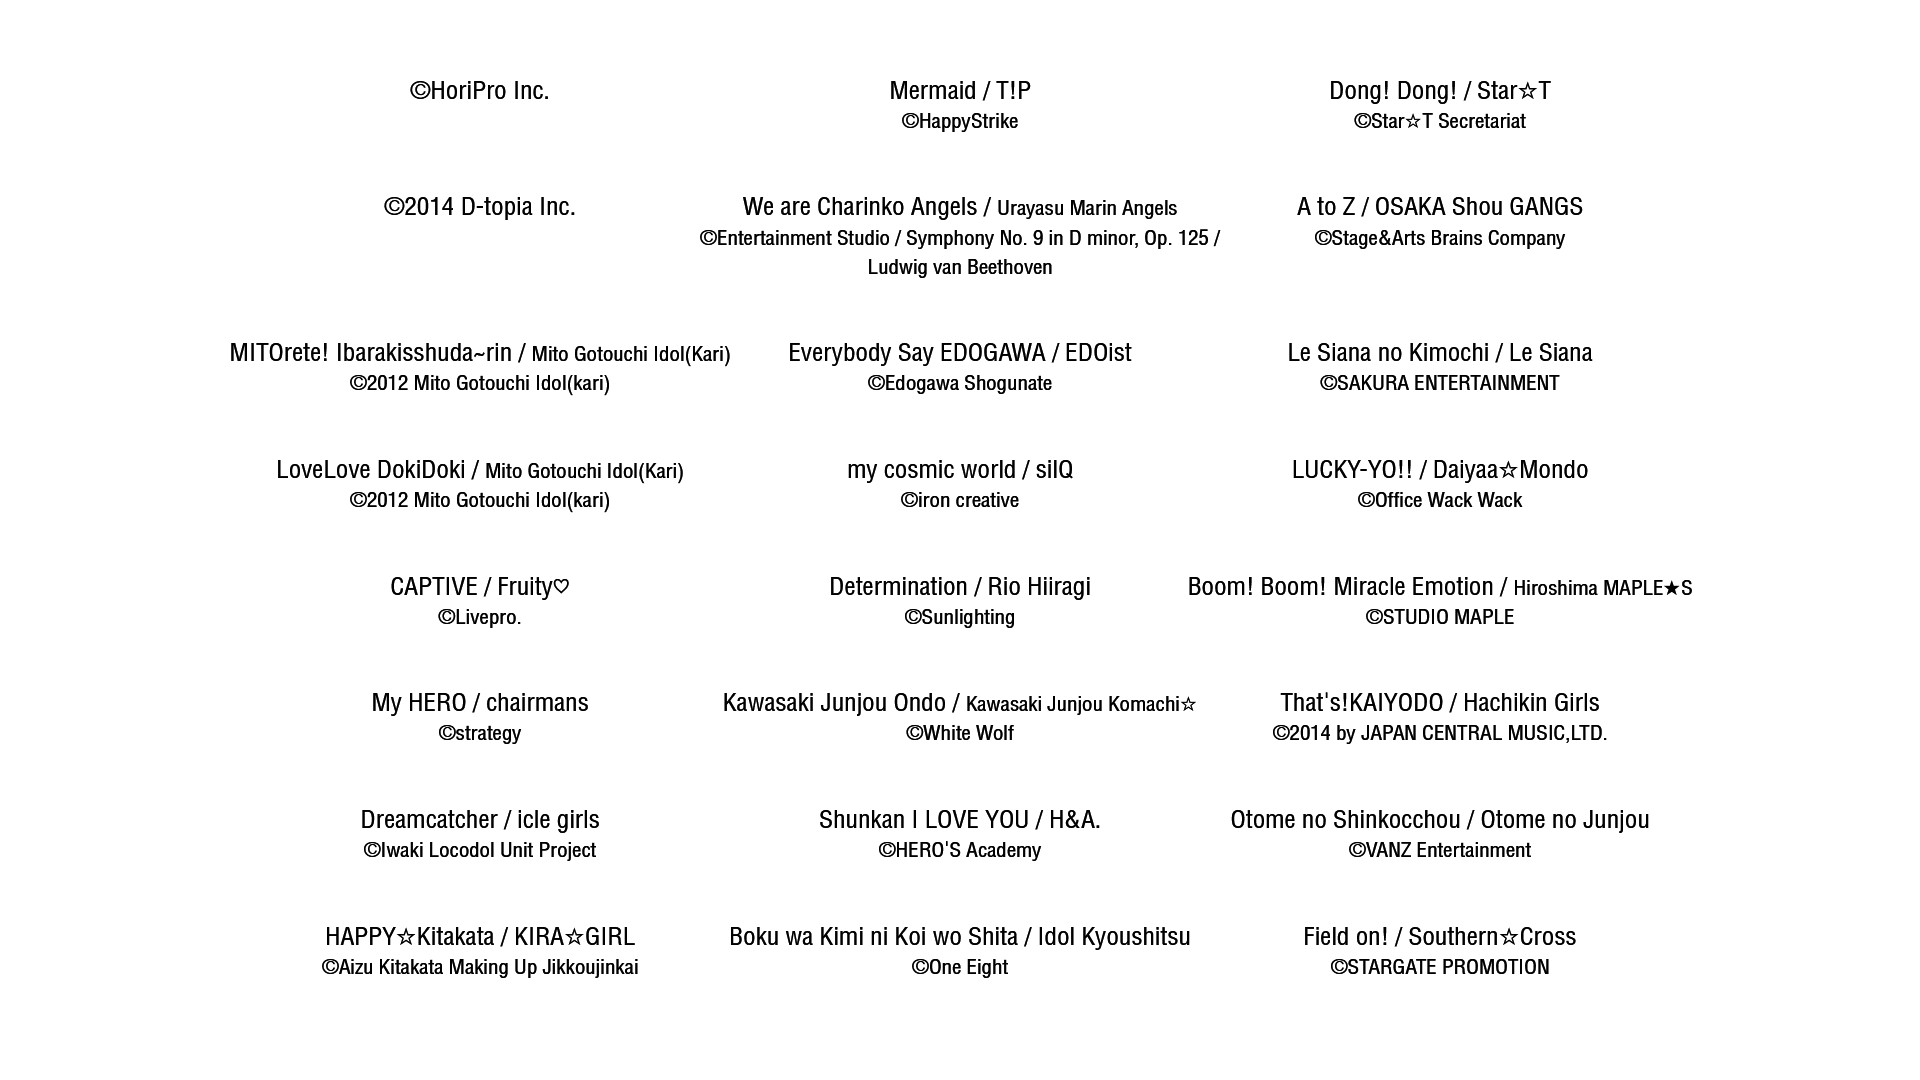 ©HoriPro Inc.
©2014 D-topia Inc.
MITOrete! Ibarakisshuda~rin / Mito Gotouchi Idol(Kari)
©2012 Mito Gotouchi Idol(kari)
LoveLove DokiDoki / Mito Gotouchi Idol(Kari)
©2012 Mito Gotouchi Idol(kari)
CAPTIVE / Fruity♡
©Livepro.
My HERO / chairmans
©strategy
Dreamcatcher / icle girls
©Iwaki Locodol Unit Project
HAPPY☆Kitakata / KIRA☆GIRL
©Aizu Kitakata Making Up Jikkoujinkai
Mermaid / T!P
©HappyStrike
We are Charinko Angels / Urayasu Marin Angels
©Entertainment Studio / Symphony No. 9 in D minor, Op. 125 /
Ludwig van Beethoven
Everybody Say EDOGAWA / EDOist
©Edogawa Shogunate
my cosmic world / silQ
©iron creative
Determination / Rio Hiiragi
©Sunlighting
Kawasaki Junjou Ondo / Kawasaki Junjou Komachi☆
©White Wolf
Shunkan I LOVE YOU / H&A.
©HERO'S Academy
Boku wa Kimi ni Koi wo Shita / Idol Kyoushitsu
©One Eight
Dong! Dong! / Star☆T
©Star☆T Secretariat
A to Z / OSAKA Shou GANGS
©Stage&Arts Brains Company
Le Siana no Kimochi / Le Siana
©SAKURA ENTERTAINMENT
LUCKY-YO!! / Daiyaa☆Mondo
©Office Wack Wack
Boom! Boom! Miracle Emotion / Hiroshima MAPLE★S
©STUDIO MAPLE
That's!KAIYODO / Hachikin Girls
©2014 by JAPAN CENTRAL MUSIC,LTD.
Otome no Shinkocchou / Otome no Junjou
©VANZ Entertainment
Field on! / Southern☆Cross
©STARGATE PROMOTION